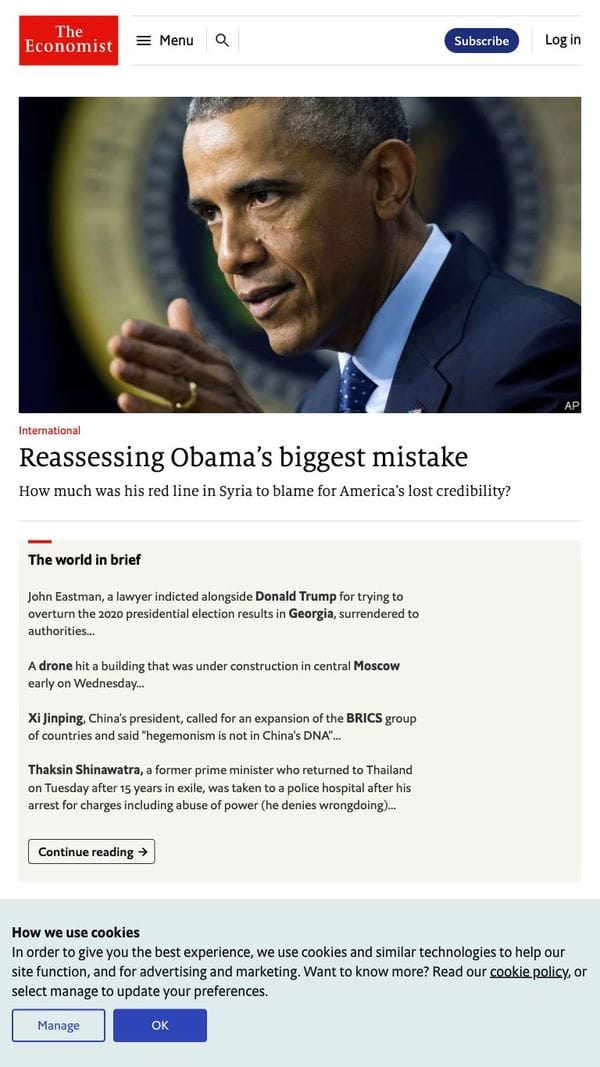 The
Economist
Menu
Subscribe
Log in
AP
International
Reassessing Obama’s biggest mistake
How much was his red line in Syria to blame for America’s lost credibility?
The world in brief
John Eastman, a lawyer indicted alongside Donald Trump for trying to
overturn the 2020 presidential election results in Georgia, surrendered to
authorities...
A drone hit a building that was under construction in central Moscow
early on Wednesday...
Xi Jinping, China’s president, called for an expansion of the BRICS group
of countries and said “hegemonism is not in China’s DNA”...
Thaksin Shinawatra, a former prime minister who returned to Thailand
on Tuesday after 15 years in exile, was taken to a police hospital after his
arrest for charges including abuse of power (he denies wrongdoing)...
Continue reading →
How we use cookies
In order to give you the best experience, we use cookies and similar technologies to help our
site function, and for advertising and marketing. Want to know more? Read our cookie policy, or
select manage to update your preferences.
Manage
OK